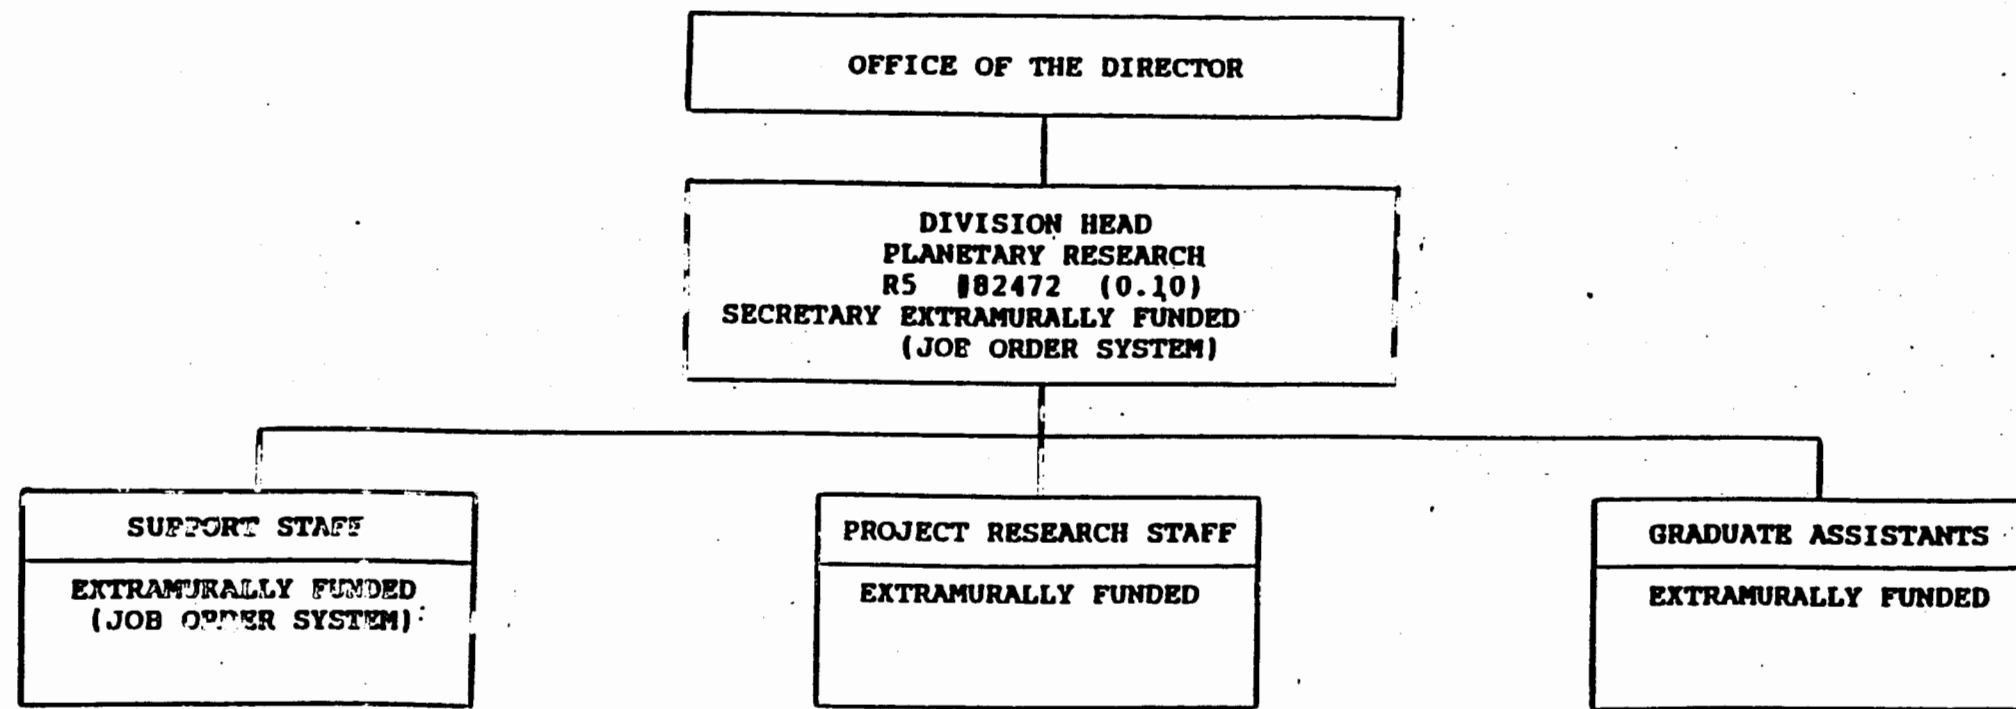 OFFICE OF THE DIRECTOR
DIVISION HEAD
PLANETARY RESEARCH
R5 #82472 (0.10)
SECRETARY EXTRAMURALLY FUNDED
(JOB ORDER SYSTEM)
SUPPORT STAFF
EXTRAMURALLY FUNDED
(JOB ORDER SYSTEM)
PROJECT RESEARCH STAFF
EXTRAMURALLY FUNDED
GRADUATE ASSISTANTS
EXTRAMURALLY FUNDED